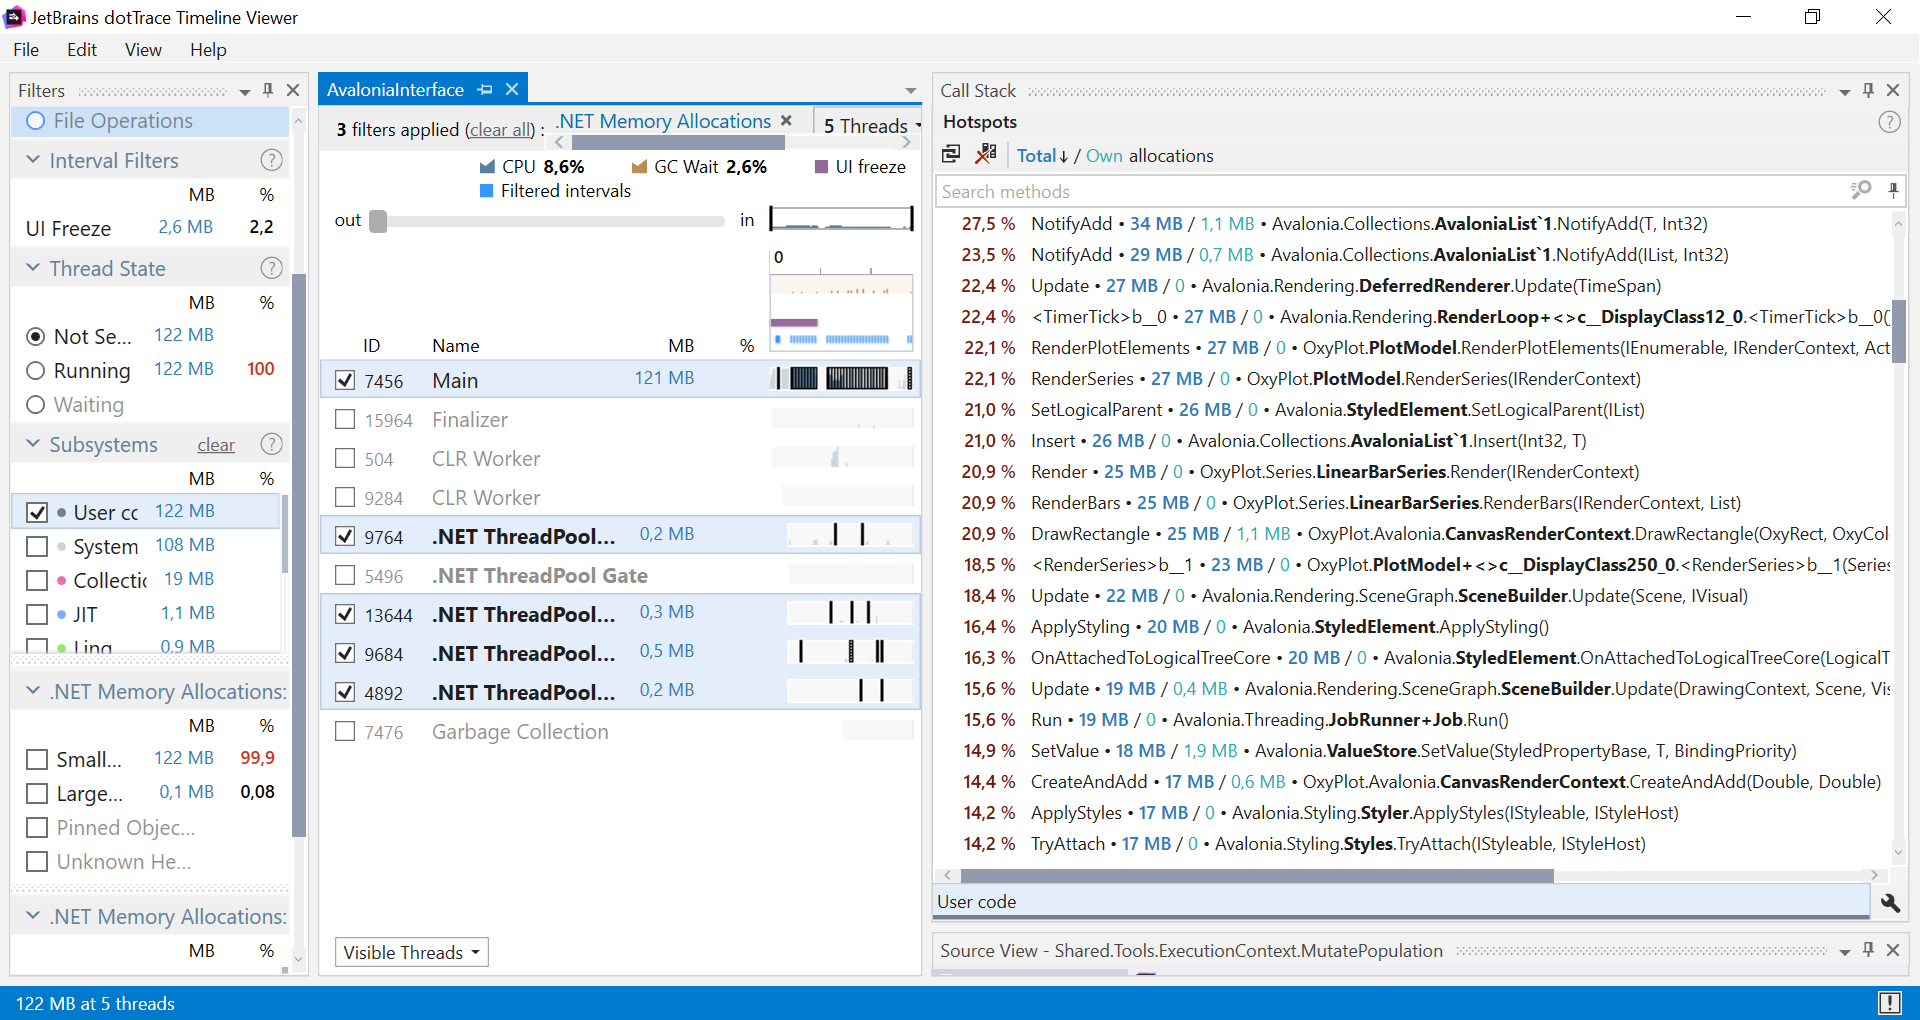 JetBrains dotTrace Timeline Viewer
File Edit View Help
Filters
File Operations
Interval Filters ?
MB %
UI Freeze 2,6 MB 2,2
Thread State ?
MB %
Not Se... 122 MB
Running 122 MB 100
Waiting
Subsystems clear ?
MB %
User cc 122 MB
System 108 MB
Collectic 19 MB
JIT 1,1 MB
Linq 0,9 MB
.NET Memory Allocations:
MB %
Small... 122 MB 99,9
Large... 0,1 MB 0,08
Pinned Objec...
Unknown He...
.NET Memory Allocations:
MB %
AvaloniaInterface
3 filters applied (clear all) : .NET Memory Allocations 5 Threads
CPU 8,6% GC Wait 2,6% UI freeze
Filtered intervals
out in
0
ID Name MB %
7456 Main 121 MB
15964 Finalizer
504 CLR Worker
9284 CLR Worker
9764 .NET ThreadPool... 0,2 MB
5496 .NET ThreadPool Gate
13644 .NET ThreadPool... 0,3 MB
9684 .NET ThreadPool... 0,5 MB
4892 .NET ThreadPool... 0,2 MB
7476 Garbage Collection
Visible Threads
Call Stack
Hotspots ?
Total↓ / Own allocations
Search methods
27,5 % NotifyAdd • 34 MB / 1,1 MB • Avalonia.Collections.AvaloniaList`1.NotifyAdd(T, Int32)
23,5 % NotifyAdd • 29 MB / 0,7 MB • Avalonia.Collections.AvaloniaList`1.NotifyAdd(IList, Int32)
22,4 % Update • 27 MB / 0 • Avalonia.Rendering.DeferredRenderer.Update(TimeSpan)
22,4 % <TimerTick>b__0 • 27 MB / 0 • Avalonia.Rendering.RenderLoop+<>c__DisplayClass12_0.<TimerTick>b__0()
22,1 % RenderPlotElements • 27 MB / 0 • OxyPlot.PlotModel.RenderPlotElements(IEnumerable, IRenderContext, Act
22,1 % RenderSeries • 27 MB / 0 • OxyPlot.PlotModel.RenderSeries(IRenderContext)
21,0 % SetLogicalParent • 26 MB / 0 • Avalonia.StyledElement.SetLogicalParent(IList)
21,0 % Insert • 26 MB / 0 • Avalonia.Collections.AvaloniaList`1.Insert(Int32, T)
20,9 % Render • 25 MB / 0 • OxyPlot.Series.LinearBarSeries.Render(IRenderContext)
20,9 % RenderBars • 25 MB / 0 • OxyPlot.Series.LinearBarSeries.RenderBars(IRenderContext, List)
20,9 % DrawRectangle • 25 MB / 1,1 MB • OxyPlot.Avalonia.CanvasRenderContext.DrawRectangle(OxyRect, OxyCol
18,5 % <RenderSeries>b__1 • 23 MB / 0 • OxyPlot.PlotModel+<>c__DisplayClass250_0.<RenderSeries>b__1(Series
18,4 % Update • 22 MB / 0 • Avalonia.Rendering.SceneGraph.SceneBuilder.Update(Scene, IVisual)
16,4 % ApplyStyling • 20 MB / 0 • Avalonia.StyledElement.ApplyStyling()
16,3 % OnAttachedToLogicalTreeCore • 20 MB / 0 • Avalonia.StyledElement.OnAttachedToLogicalTreeCore(LogicalT
15,6 % Update • 19 MB / 0,4 MB • Avalonia.Rendering.SceneGraph.SceneBuilder.Update(DrawingContext, Scene, Vis
15,6 % Run • 19 MB / 0 • Avalonia.Threading.JobRunner+Job.Run()
14,9 % SetValue • 18 MB / 1,9 MB • Avalonia.ValueStore.SetValue(StyledPropertyBase, T, BindingPriority)
14,4 % CreateAndAdd • 17 MB / 0,6 MB • OxyPlot.Avalonia.CanvasRenderContext.CreateAndAdd(Double, Double)
14,2 % ApplyStyles • 17 MB / 0 • Avalonia.Styling.Styler.ApplyStyles(IStyleable, IStyleHost)
14,2 % TryAttach • 17 MB / 0 • Avalonia.Styling.Styles.TryAttach(IStyleable, IStyleHost)
User code
Source View - Shared.Tools.ExecutionContext.MutatePopulation
122 MB at 5 threads